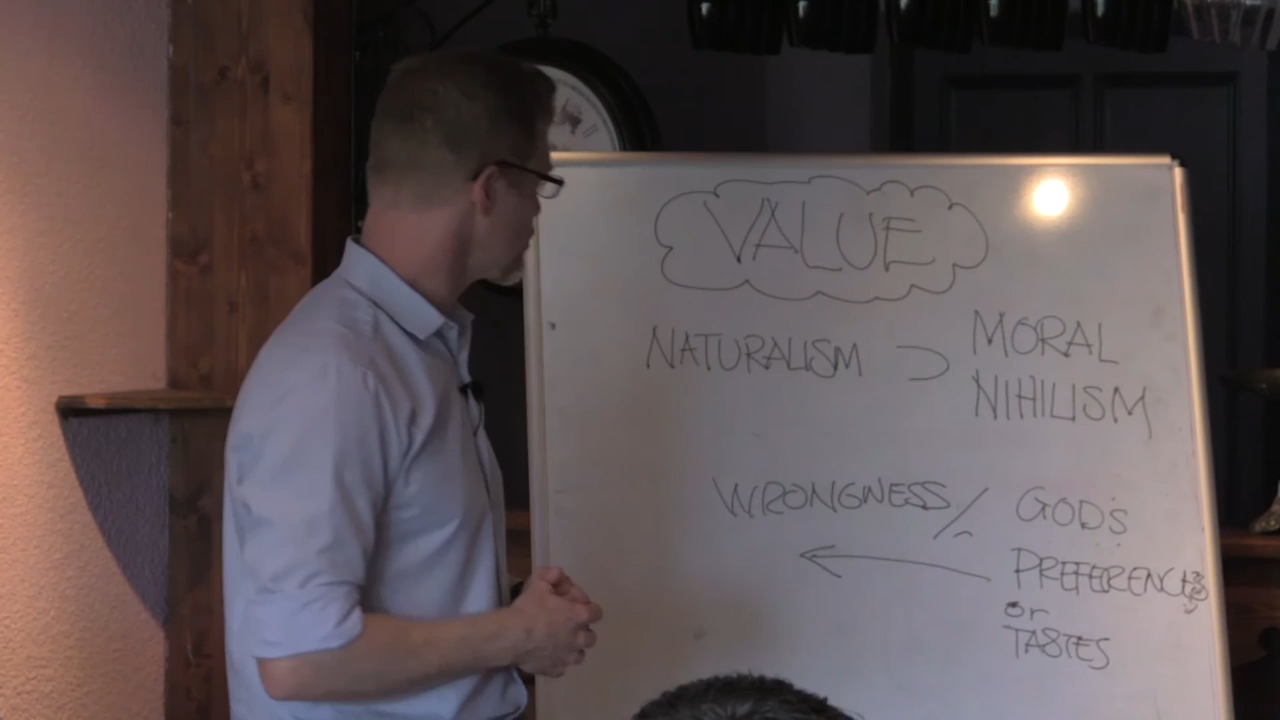 VALUE
NATURALISM ⊃ MORAL NIHILISM
WRONGNESS / GOD'S
← PREFERENCES
or
TASTES